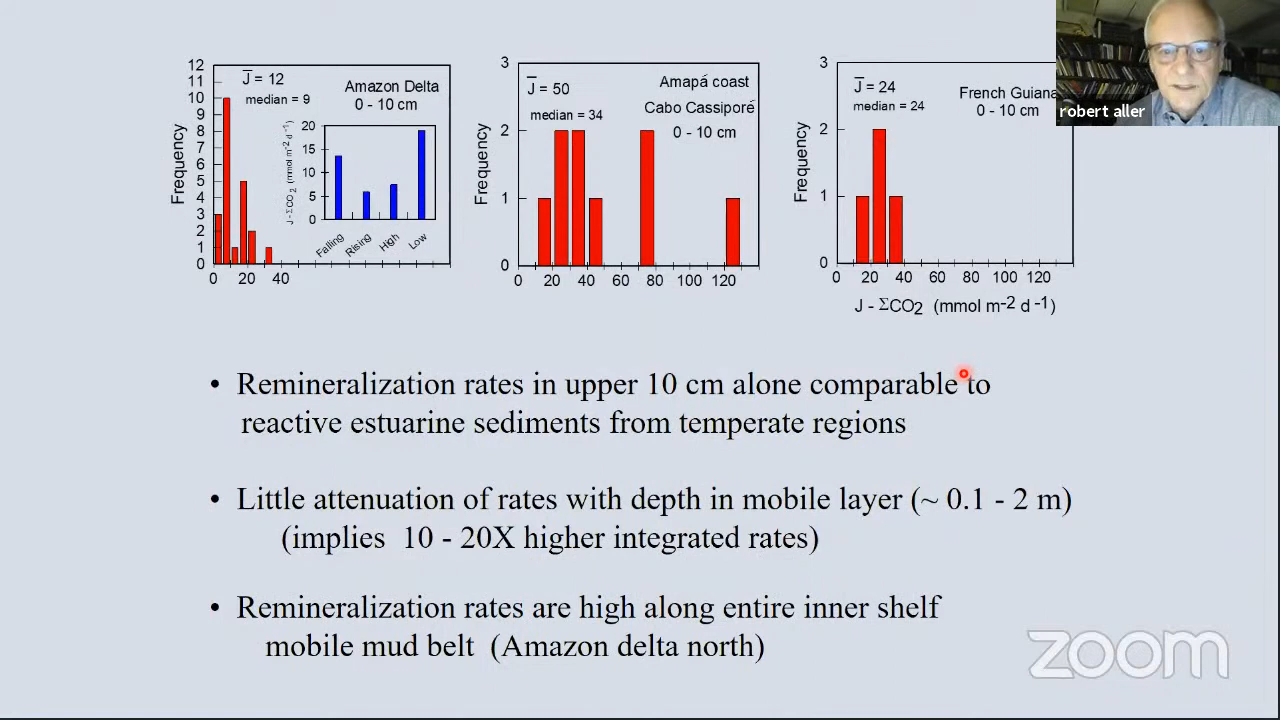 12
11
10
9
8
7
6
5
4
3
2
1
0
Frequency
J̅ = 12
median = 9
Amazon Delta
0 - 10 cm
20
15
10
5
0
J - ΣCO2 (mmol m-2 d-1)
Falling
Rising
High
Low
0 20 40
3
2
1
0
Frequency
J̅ = 50
median = 34
Amapá coast
Cabo Cassiporé
0 - 10 cm
0 20 40 60 80 100 120
3
2
1
0
Frequency
J̅ = 24
median = 24
French Guiana
0 - 10 cm
0 20 40 60 80 100 120
J - ΣCO2 (mmol m-2 d-1)
robert aller
• Remineralization rates in upper 10 cm alone comparable to
reactive estuarine sediments from temperate regions
• Little attenuation of rates with depth in mobile layer (~ 0.1 - 2 m)
(implies 10 - 20X higher integrated rates)
• Remineralization rates are high along entire inner shelf
mobile mud belt (Amazon delta north)
zoom